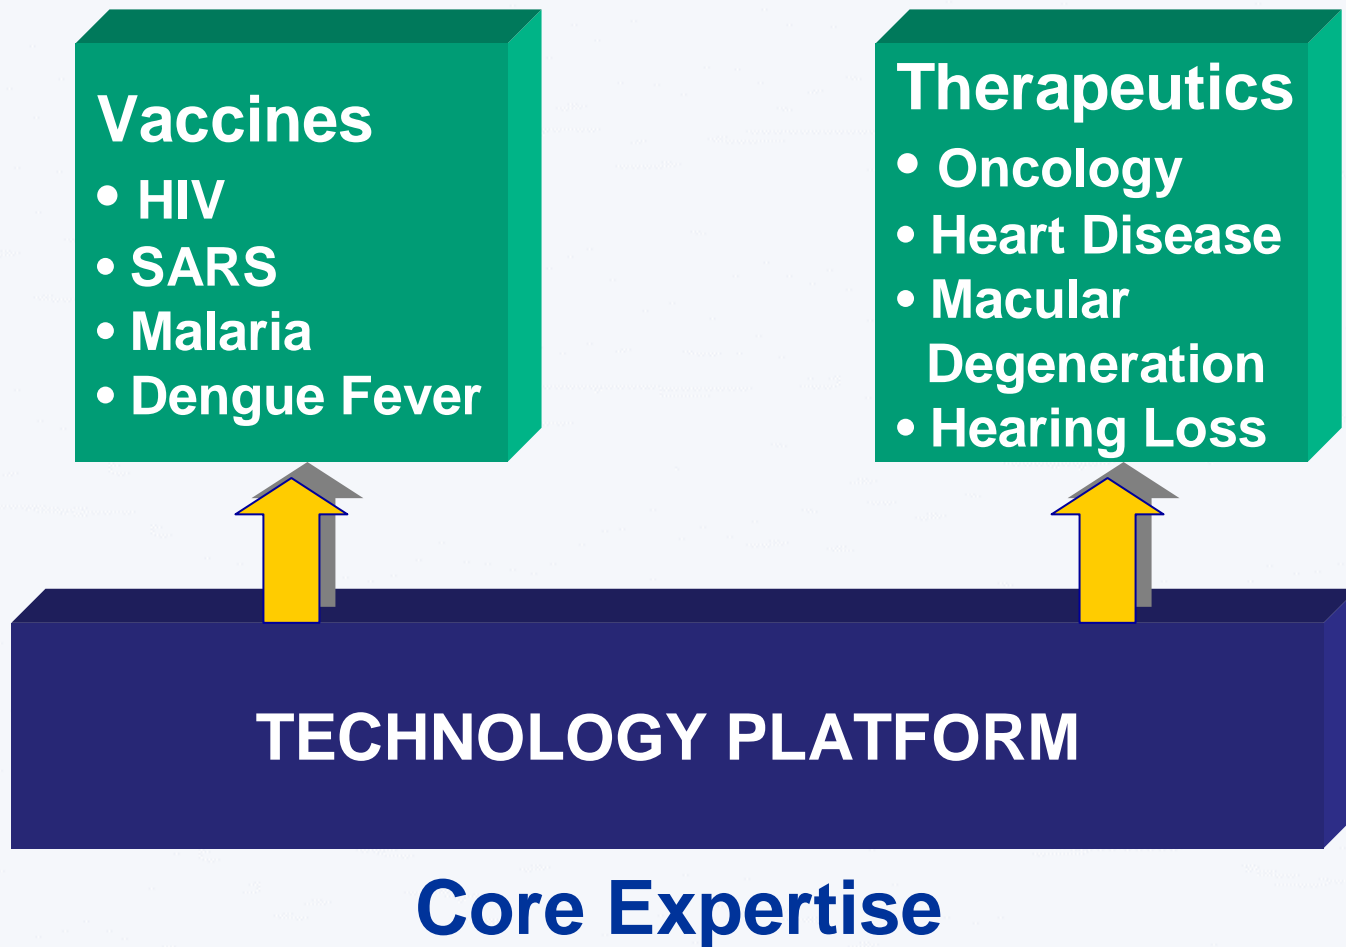 Vaccines
• HIV
• SARS
• Malaria
• Dengue Fever
Therapeutics
• Oncology
• Heart Disease
• Macular
Degeneration
• Hearing Loss
TECHNOLOGY PLATFORM
Core Expertise